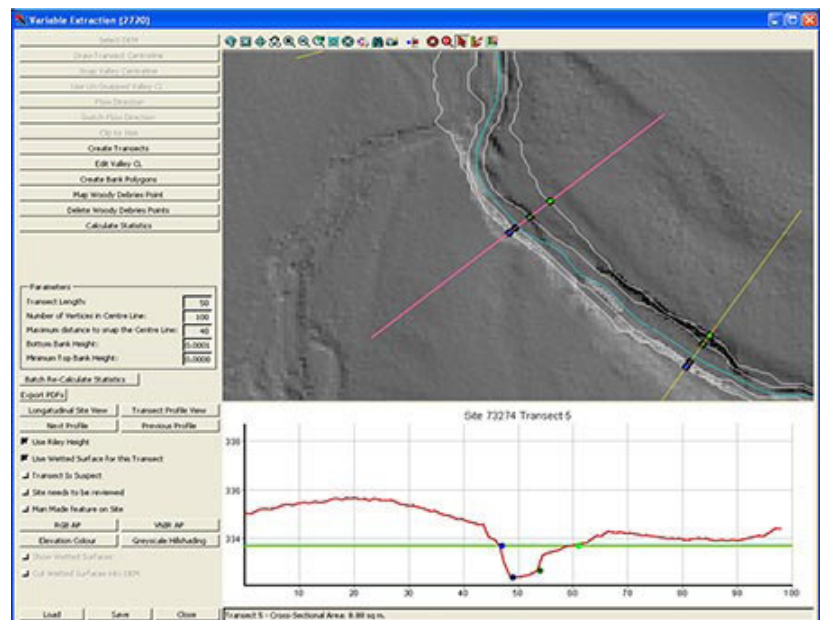 Variable Extraction (2770)
Select DEM
Draw Transect Centreline
Snap Valley Centreline
Use Un-Snapped Valley CL
Flow Direction
Switch Flow Direction
Clip to Site
Create Transects
Edit Valley CL
Create Bank Polygons
Map Woody Debries Point
Delete Woody Debries Points
Calculate Statistics
Parameters
Transect Length: 50
Number of Vertices in Centre Line: 100
Maximum distance to snap the Centre Line: 40
Bottom Bank Height: 0.0001
Minimum Top Bank Height: 0.0000
Batch Re-Calculate Statistics
Export PDFs
Longitudinal Site View Transect Profile View
Next Profile Previous Profile
Use Riley Height
Use Wetted Surface for this Transect
Transect Is Suspect
Site needs to be reviewed
Man Made feature on Site
RGB AP VNIR AP
Elevation Colour Greyscale Hillshading
Show Wetted Surfaces
Cut Wetted Surfaces into DEM
Load Save Close
Site 73274 Transect 5
338
336
334
10 20 30 40 50 60 70 80 90 100
Transect 5 - Cross-Sectional Area: 8.88 sq m.